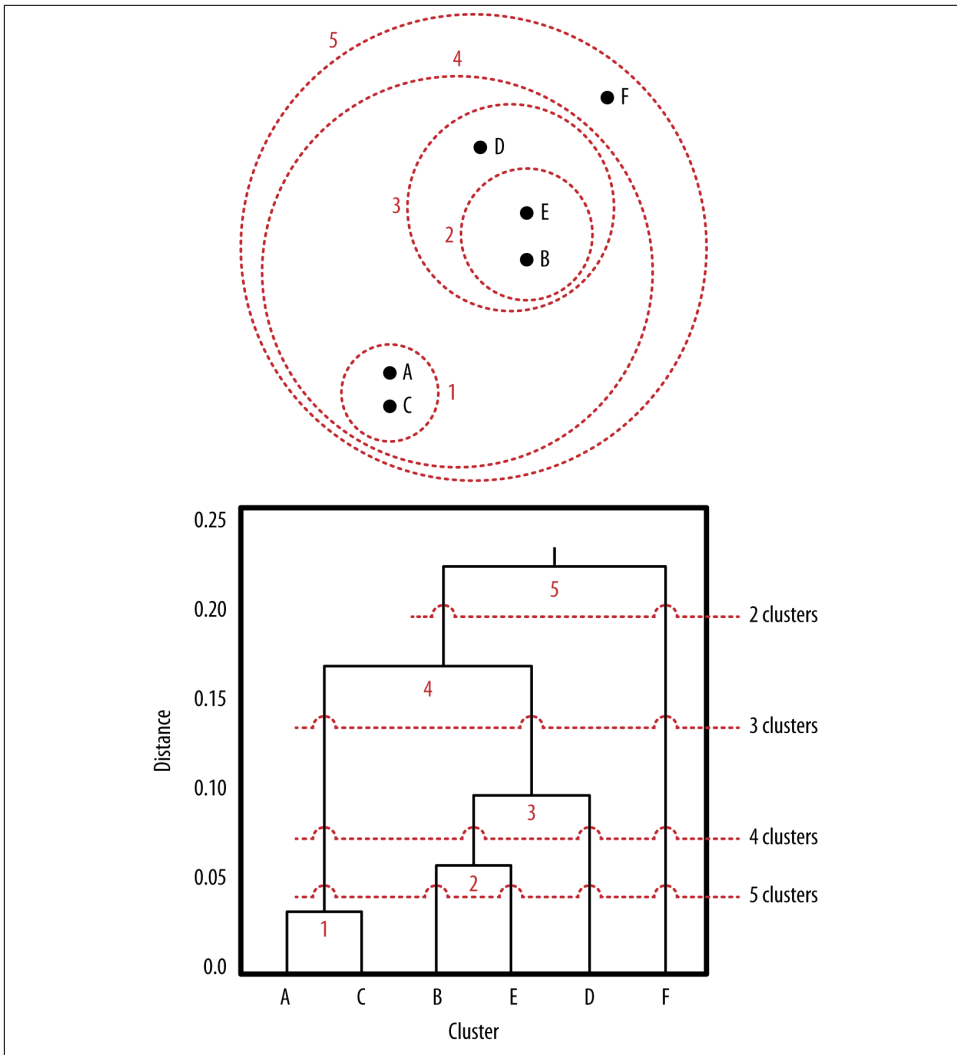 5
4
F
D
3
E
2
B
A
1
C
0.25
5
0.20
2 clusters
4
0.15
3 clusters
Distance
0.10
3
4 clusters
0.05
2
5 clusters
1
0.0
A C B E D F
Cluster